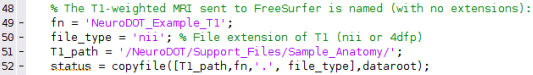 48 % The T1-weighted MRI sent to FreeSurfer is named (with no extensions):
49 - fn = 'NeuroDOT_Example_T1';
50 - file_type = 'nii'; % File extension of T1 (nii or 4dfp)
51 - T1_path = '/NeuroDOT/Support_Files/Sample_Anatomy/';
52 - status = copyfile([T1_path,fn,'.', file_type],dataroot);